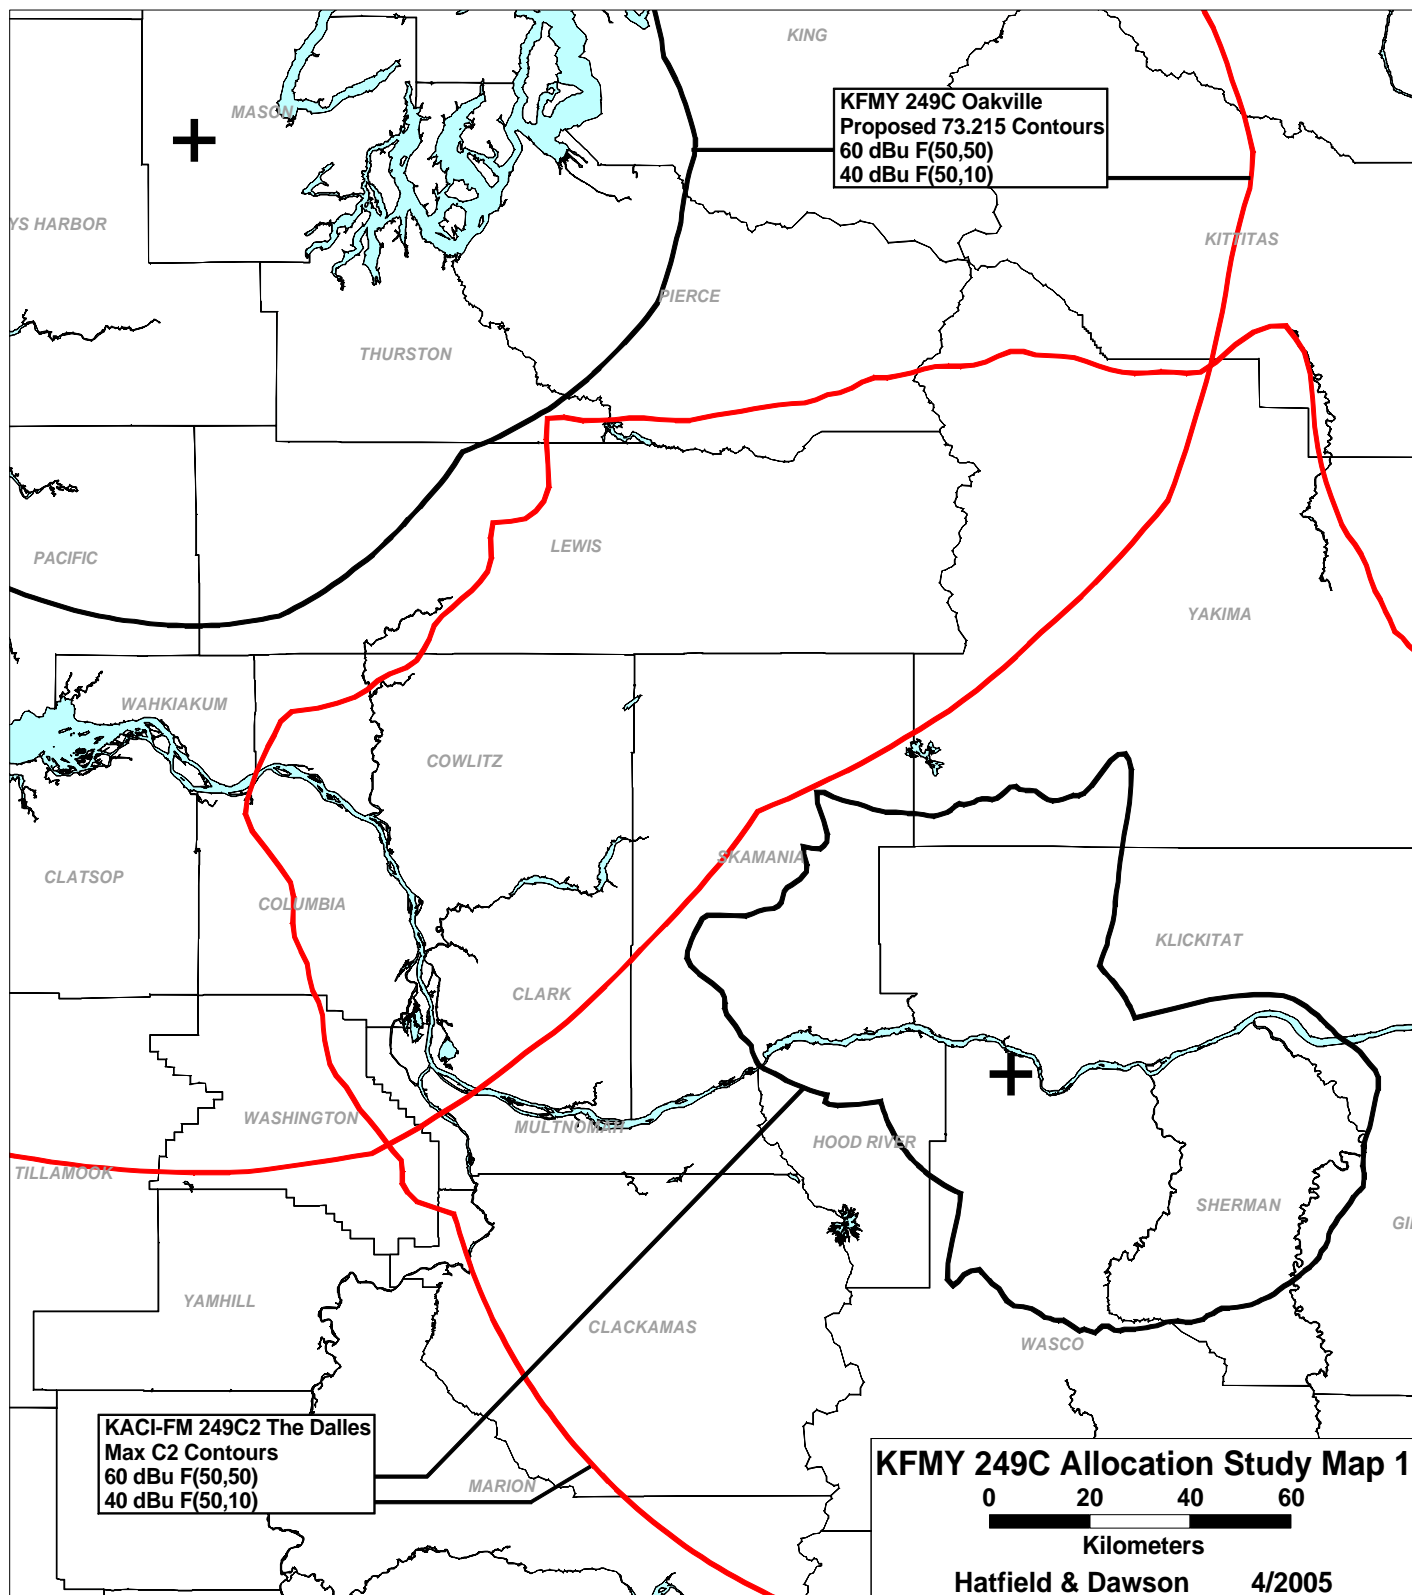 KING
KFMY 249C Oakville
Proposed 73.215 Contours
60 dBu F(50,50)
40 dBu F(50,10)
MASON
YS HARBOR
KITTITAS
PIERCE
THURSTON
LEWIS
PACIFIC
YAKIMA
WAHKIAKUM
COWLITZ
SKAMANIA
CLATSOP
COLUMBIA
KLICKITAT
CLARK
WASHINGTON
MULTNOMAH
HOOD RIVER
TILLAMOOK
SHERMAN
GI
YAMHILL
CLACKAMAS
WASCO
KACI-FM 249C2 The Dalles
Max C2 Contours
60 dBu F(50,50)
40 dBu F(50,10)
MARION
KFMY 249C Allocation Study Map 1
0 20 40 60
Kilometers
Hatfield & Dawson 4/2005